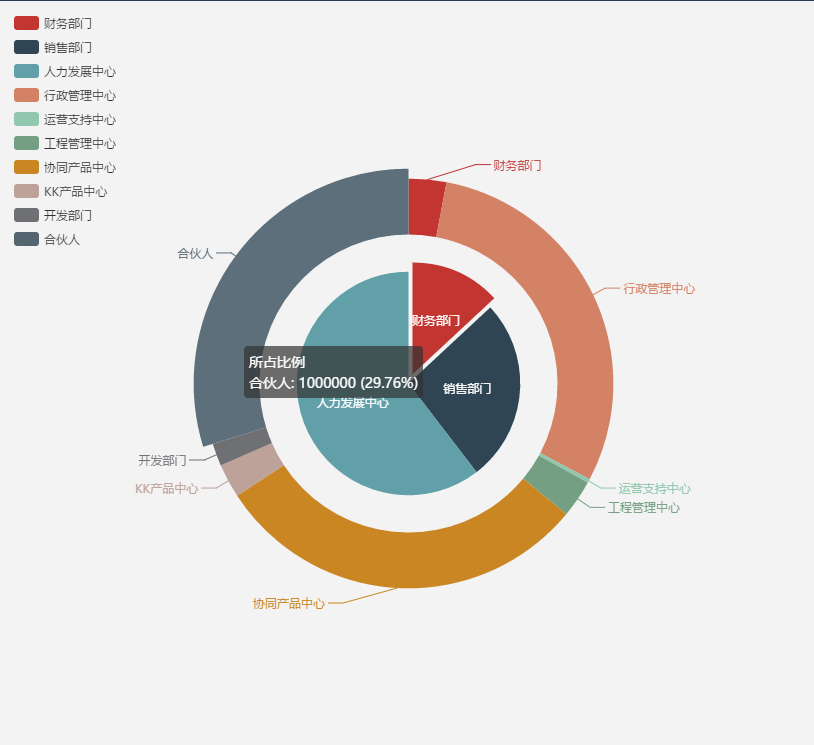 财务部门
销售部门
人力发展中心
行政管理中心
运营支持中心
工程管理中心
协同产品中心
KK产品中心
开发部门
合伙人
财务部门
合伙人
行政管理中心
财务部门
所占比例
合伙人: 1000000 (29.76%)
销售部门
人力发展中心
开发部门
KK产品中心
运营支持中心
工程管理中心
协同产品中心